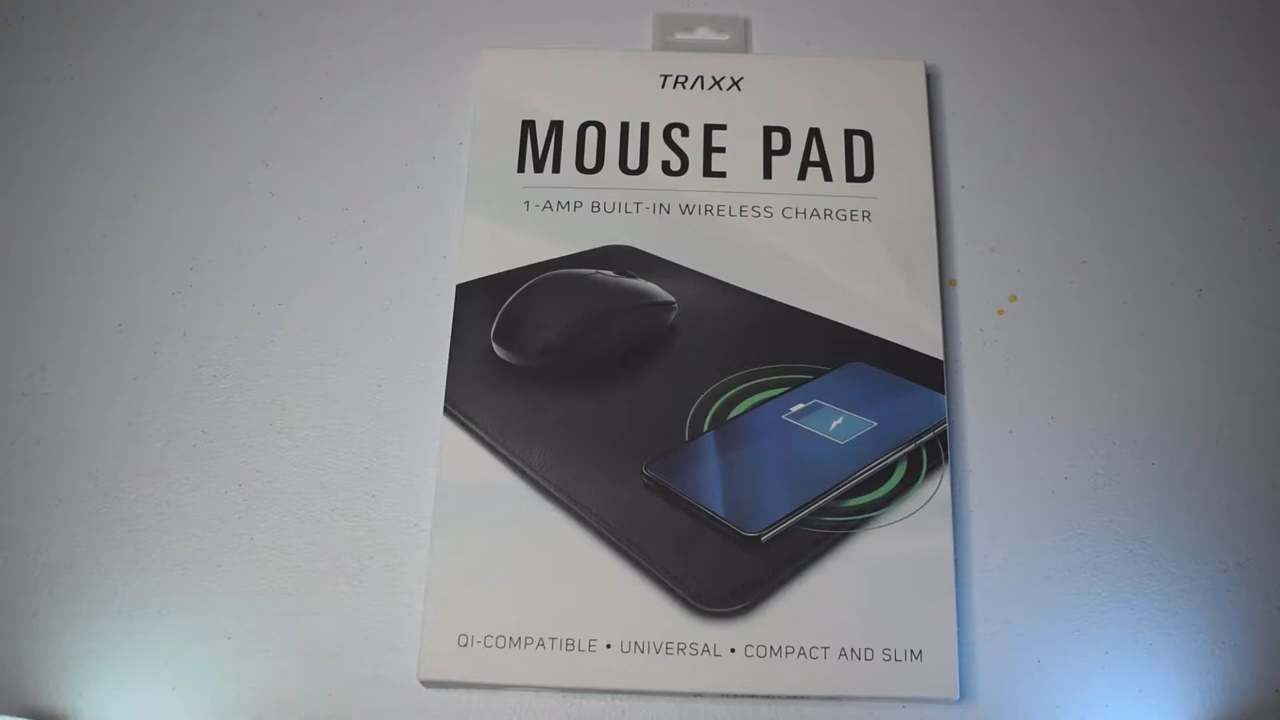 TRAXX
MOUSE PAD
1-AMP BUILT-IN WIRELESS CHARGER
QI-COMPATIBLE • UNIVERSAL • COMPACT AND SLIM